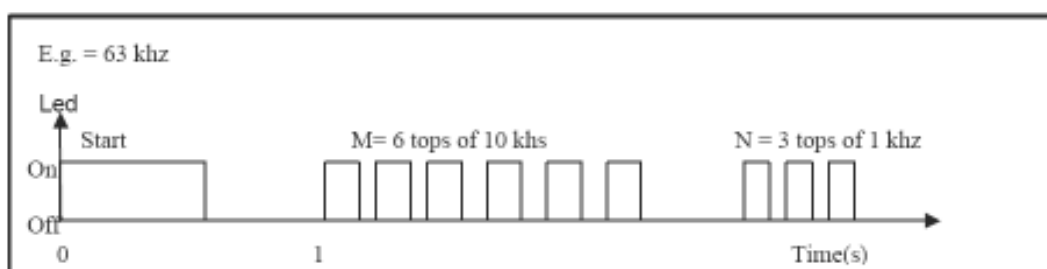 E.g. = 63 khz
Led
Start M= 6 tops of 10 khs N = 3 tops of 1 khz
On
Off
0 1 Time(s)